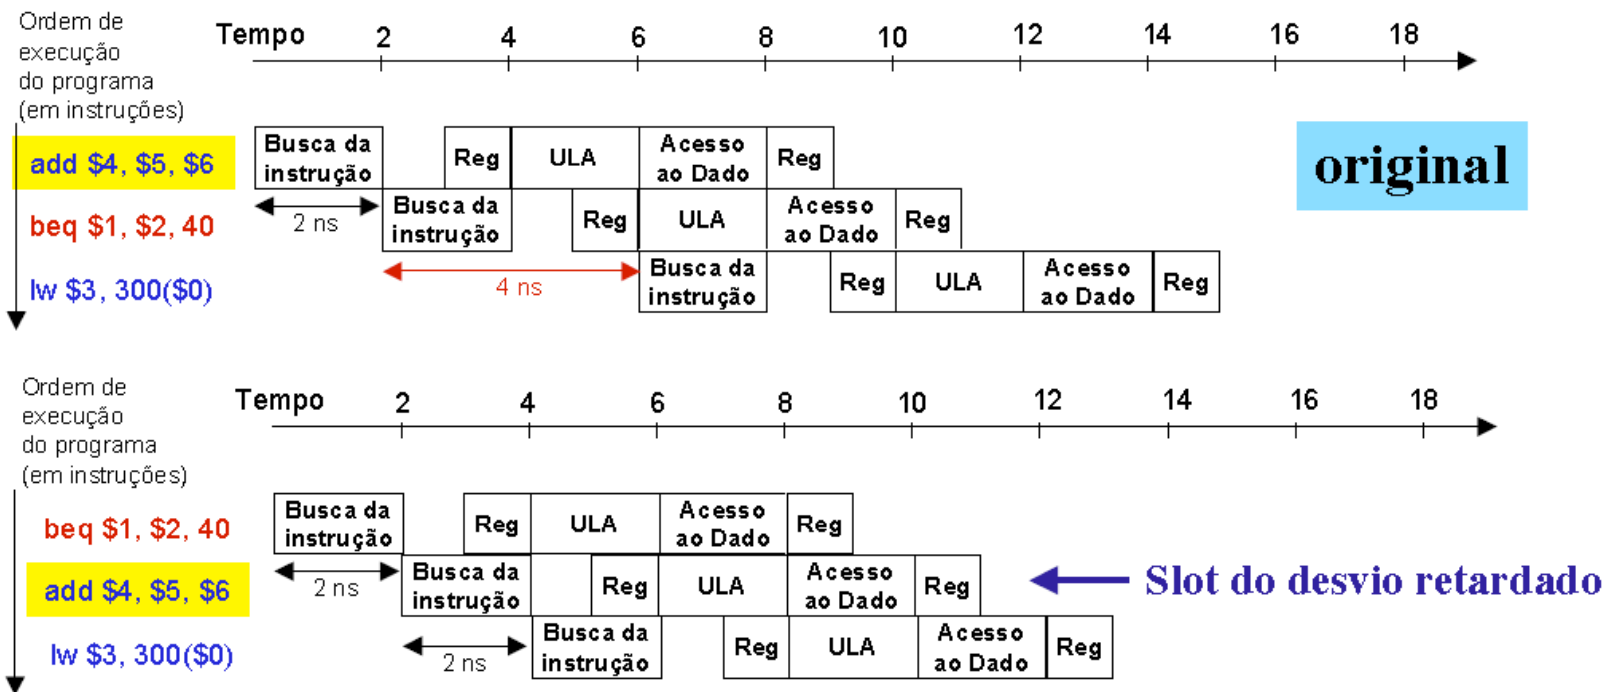 Ordem de
execução
do programa
(em instruções)
Tempo 2 4 6 8 10 12 14 16 18
add $4, $5, $6
Busca da
instrução
Reg
ULA
Acesso
ao Dado
Reg
original
2 ns
beq $1, $2, 40
Busca da
instrução
Reg
ULA
Acesso
ao Dado
Reg
4 ns
lw $3, 300($0)
Busca da
instrução
Reg
ULA
Acesso
ao Dado
Reg
Ordem de
execução
do programa
(em instruções)
Tempo 2 4 6 8 10 12 14 16 18
beq $1, $2, 40
Busca da
instrução
Reg
ULA
Acesso
ao Dado
Reg
2 ns
add $4, $5, $6
Busca da
instrução
Reg
ULA
Acesso
ao Dado
Reg
Slot do desvio retardado
2 ns
lw $3, 300($0)
Busca da
instrução
Reg
ULA
Acesso
ao Dado
Reg